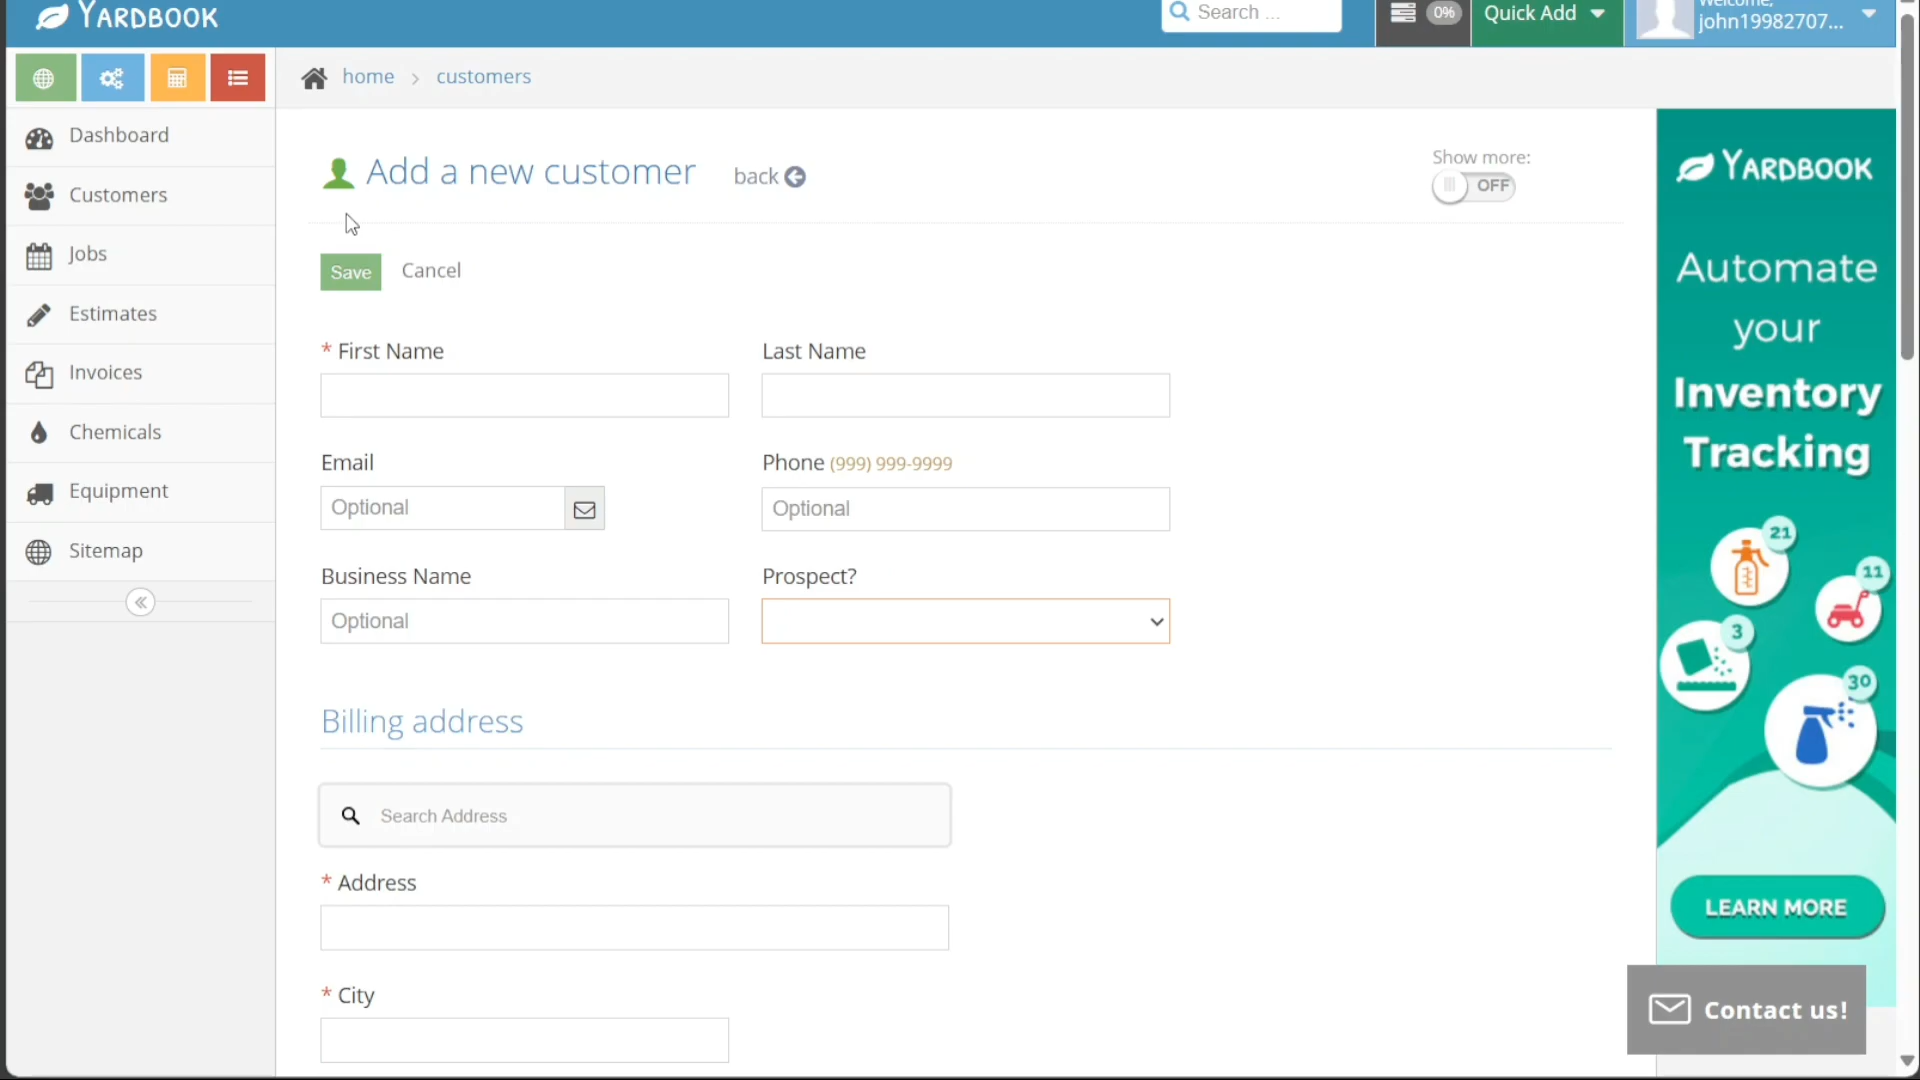 YARDBOOK
Search ...
0%
Quick Add
Welcome,
john19982707...
home
customers
Dashboard
Customers
Jobs
Estimates
Invoices
Chemicals
Equipment
Sitemap
Add a new customer
back
Show more:
OFF
Save
Cancel
* First Name
Last Name
Email
Phone (999) 999-9999
Optional
Optional
Business Name
Prospect?
Optional
Billing address
Search Address
* Address
* City
YARDBOOK
Automate
your
Inventory
Tracking
21
11
3
30
LEARN MORE
Contact us!